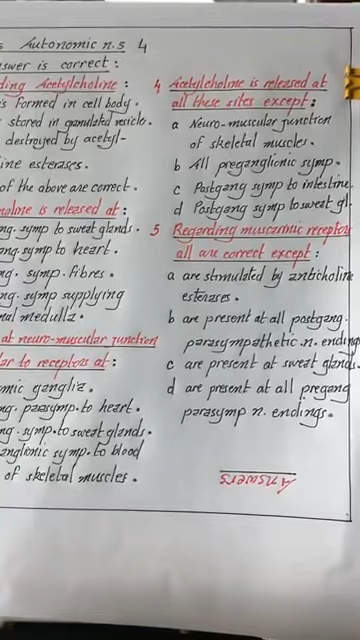 Autonomic n.s 4
swer is correct :
ding Acetylcholine :
is Formed in cell body.
stored in granulated vesicle.
destroyed by acetyl-
ine esterases.
of the above are correct.
holine is released at :
ng. symp to sweat glands.
ang symp to heart.
ng. symp. fibres.
ng. symp supplying
nal medulla.
at neuro-muscular junction
lar to receptors at :
mic ganglia.
ng. parasymp. to heart.
ng. symp. to sweat glands.
anglionic symp. to blood
of skeletal muscles.
4 Acetylcholine is released at
all these sites except :
a Neuro-muscular junction
of skeletal muscles.
b All preganglionic symp.
c Postgang symp to intestine
d Postgang symp to sweat gl.
5 Regarding muscarinic receptors
all are correct except :
a are stimulated by anticholine
esterases.
b are present at all postgang.
parasympathetic n. endings
c are present at sweat glands.
d are present at all pregang
parasymp n. endings.
Answers